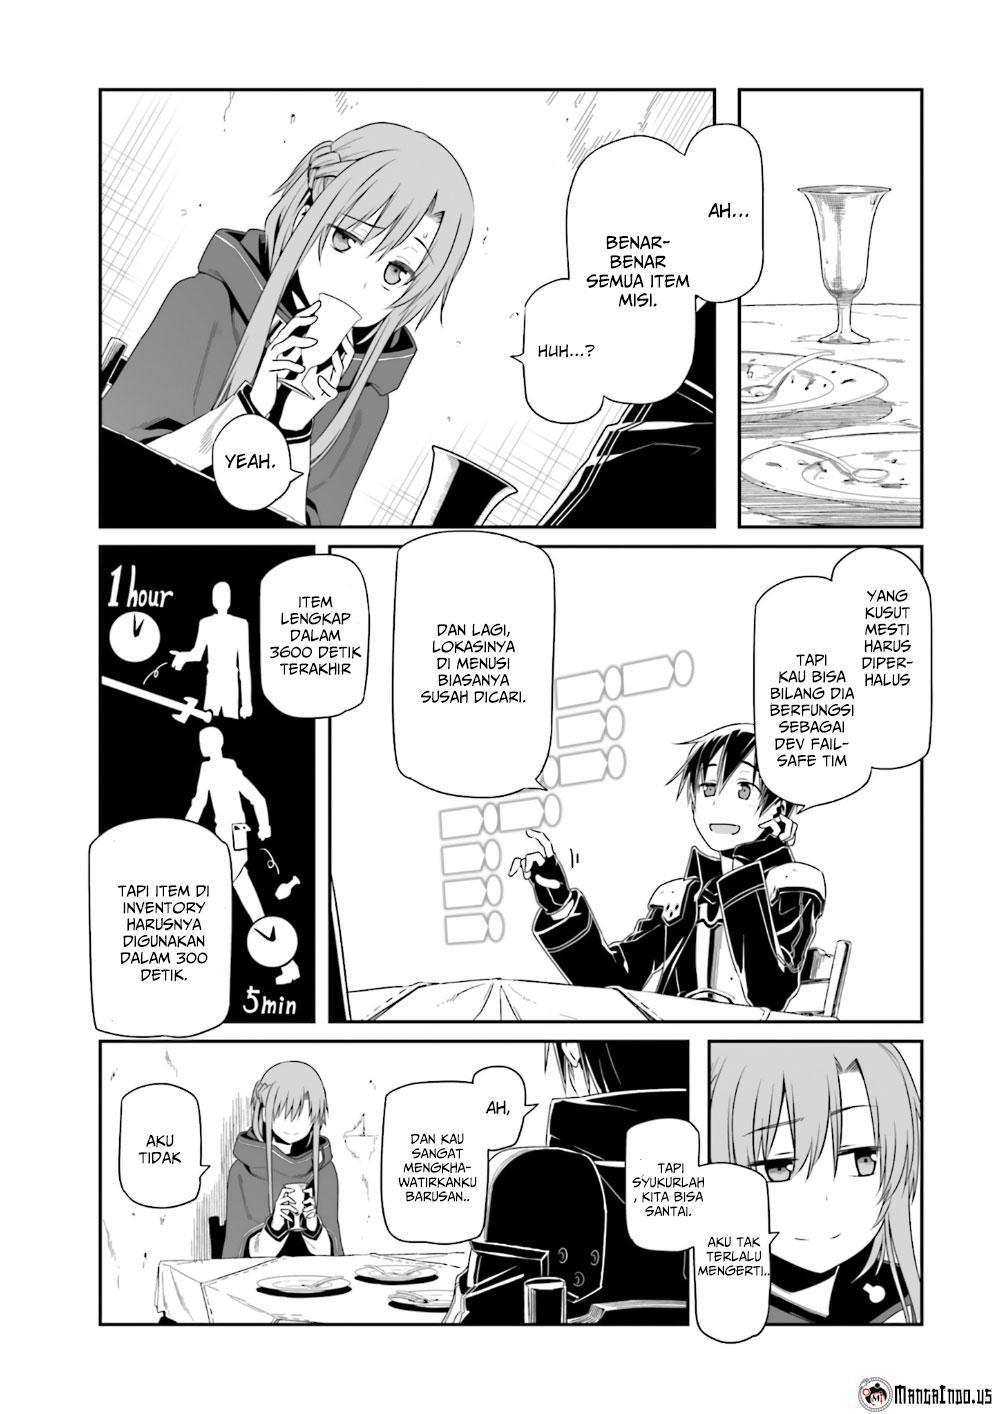 AH...
BENAR-
BENAR
SEMUA ITEM
MISI.
HUH...?
YEAH.
YANG
KUSUT
MESTI
HARUS
DIPER-
HALUS
TAPI
KAU BISA
BILANG DIA
BERFUNGSI
SEBAGAI
DEV FAIL-
SAFE TIM
DAN LAGI,
LOKASINYA
DI MENUSI
BIASANYA
SUSAH DICARI.
ITEM
LENGKAP
DALAM
3600 DETIK
TERAKHIR
1 hour
TAPI ITEM DI
INVENTORY
HARUSNYA
DIGUNAKAN
DALAM 300
DETIK.
5 min
AKU TAK
TERLALU
MENGERTI..
TAPI
SYUKURLAH
, KITA BISA
SANTAI.
AH,
DAN KAU
SANGAT
MENGKHA-
WATIRKANKU
BARUSAN..
AKU
TIDAK
MangaIndo.us